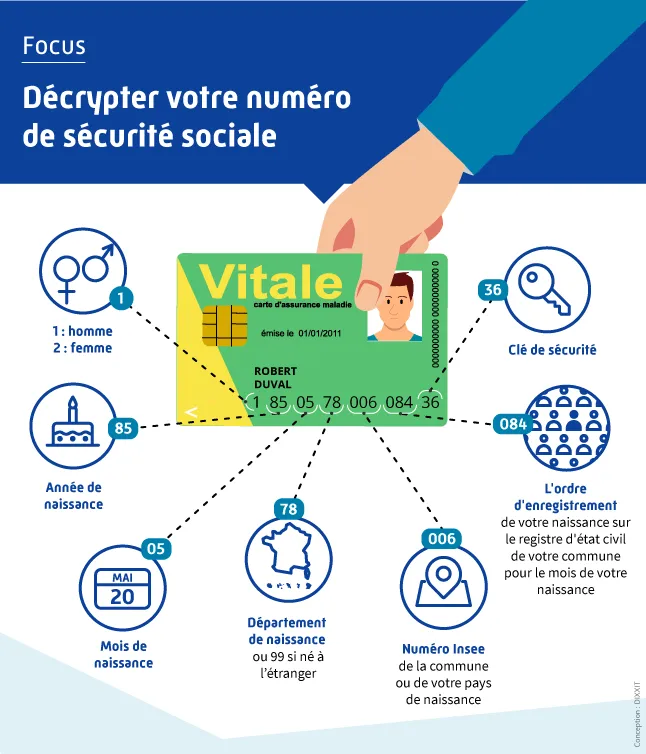 Focus
Décrypter votre numéro
de sécurité sociale
Vitale
carte d'assurance maladie
émise le 01/01/2011
0000000000 00000000000 0
ROBERT
DUVAL
1 85 05 78 006 084 36
1
1 : homme
2 : femme
36
Clé de sécurité
85
Année de
naissance
084
L'ordre
d'enregistrement
de votre naissance sur
le registre d'état civil
de votre commune
pour le mois de votre
naissance
05
MAI
20
Mois de
naissance
78
Département
de naissance
ou 99 si né à
l'étranger
006
Numéro Insee
de la commune
ou de votre pays
de naissance
Conception : DIXXIT